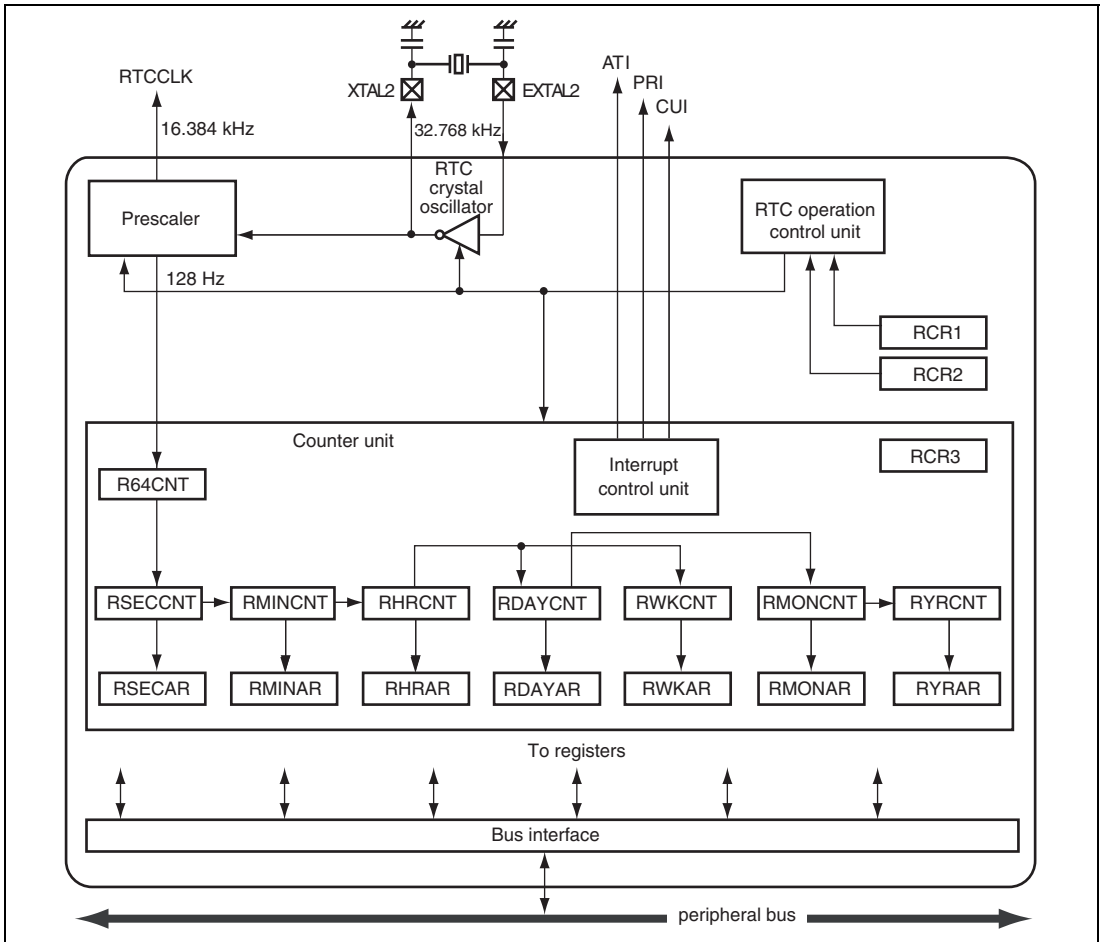 ATI
RTCCLK
PRI
XTAL2
EXTAL2
CUI
16.384 kHz
32.768 kHz
RTC
crystal
oscillator
Prescaler
RTC operation
control unit
128 Hz
RCR1
RCR2
Counter unit
RCR3
Interrupt
control unit
R64CNT
RSECCNT
RMINCNT
RHRCNT
RDAYCNT
RWKCNT
RMONCNT
RYRCNT
RSECAR
RMINAR
RHRAR
RDAYAR
RWKAR
RMONAR
RYRAR
To registers
Bus interface
peripheral bus